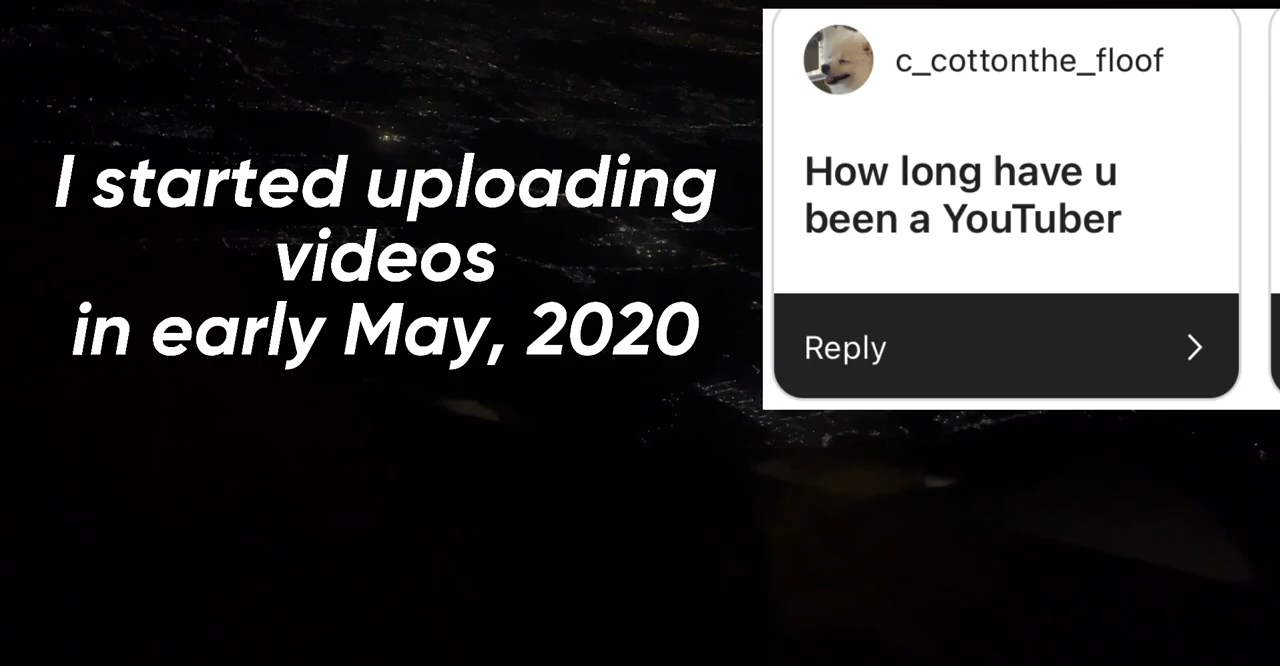 I started uploading
videos
in early May, 2020
c_cottonthe_floof
How long have u
been a YouTuber
Reply